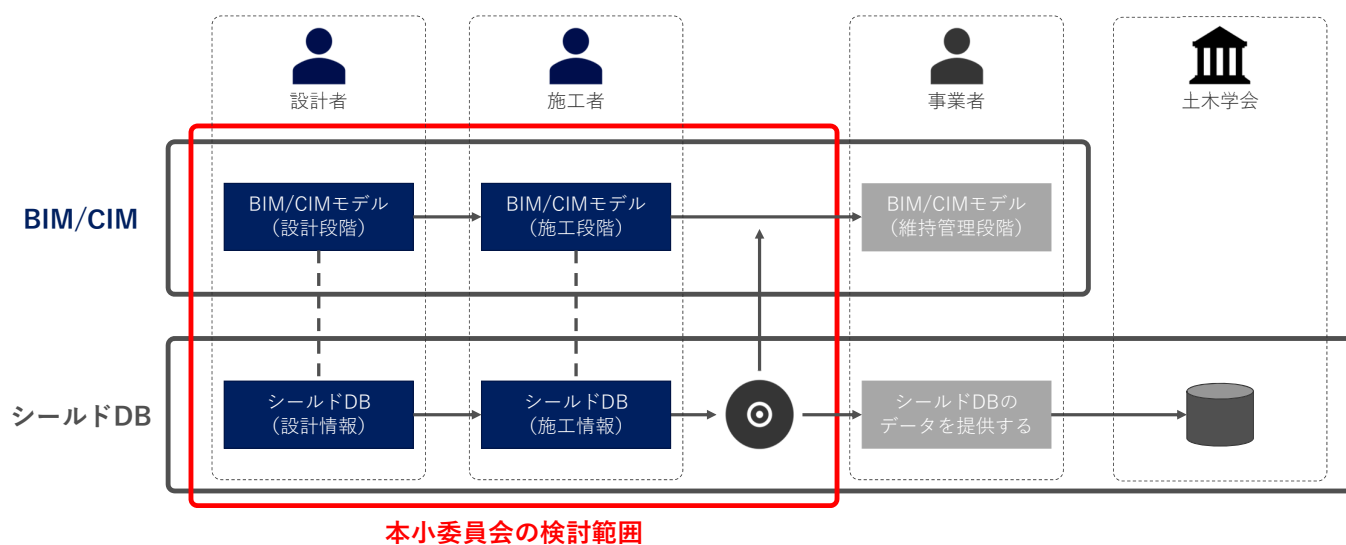 設計者
施工者
事業者
土木学会
BIM/CIM
BIM/CIMモデル
（設計段階）
BIM/CIMモデル
（施工段階）
BIM/CIMモデル
（維持管理段階）
シールドDB
シールドDB
（設計情報）
シールドDB
（施工情報）
シールドDBの
データを提供する
本小委員会の検討範囲